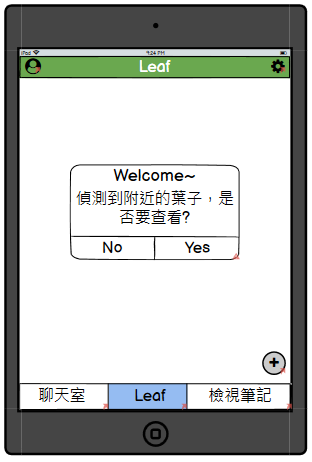 iPad 9:24 PM
Leaf
Welcome~
偵測到附近的葉子，是
否要查看?
No Yes
+
聊天室 Leaf 檢視筆記